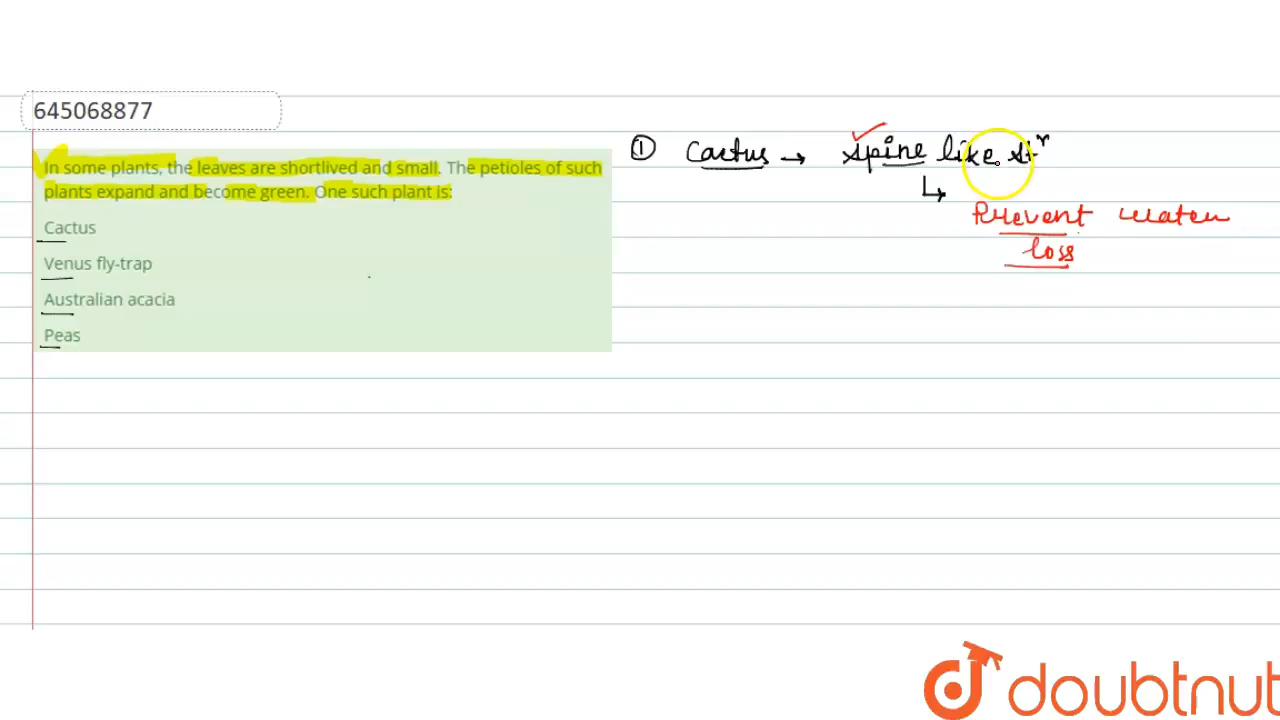 645068877
In some plants, the leaves are shortlived and small. The petioles of such
plants expand and become green. One such plant is:
Cactus
Venus fly-trap
Australian acacia
Peas
① Cactus → spine like str
Prevent water
loss
doubtnut